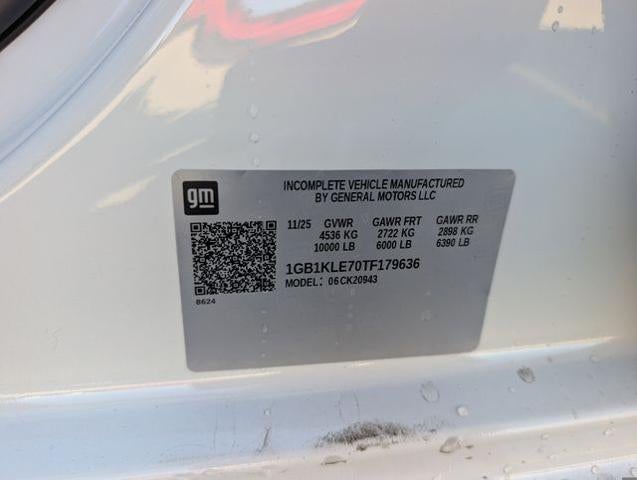 gm
INCOMPLETE VEHICLE MANUFACTURED
BY GENERAL MOTORS LLC
11/25 GVWR GAWR FRT GAWR RR
4536 KG 2722 KG 2898 KG
10000 LB 6000 LB 6390 LB
1GB1KLE70TF179636
MODEL: 06CK20943
8624